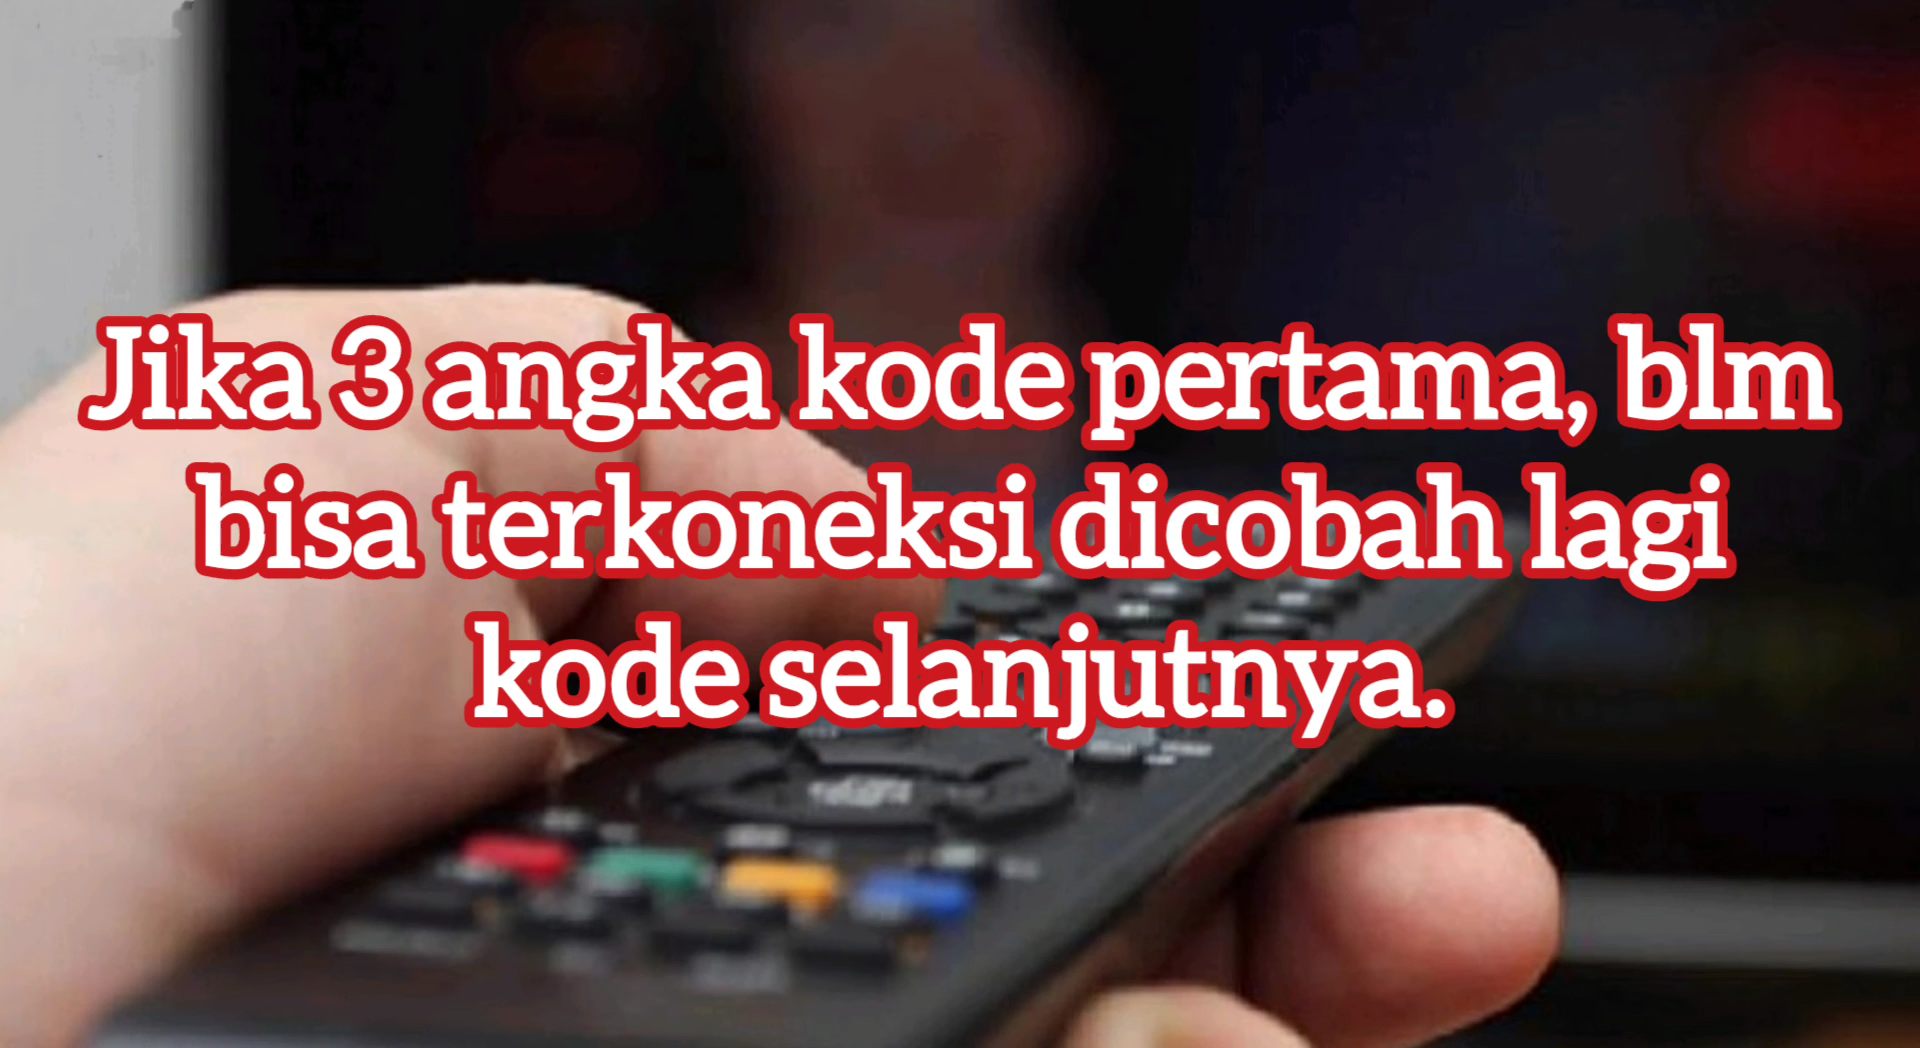 Jika 3 angka kode pertama, blm
bisa terkoneksi dicobah lagi
kode selanjutnya.